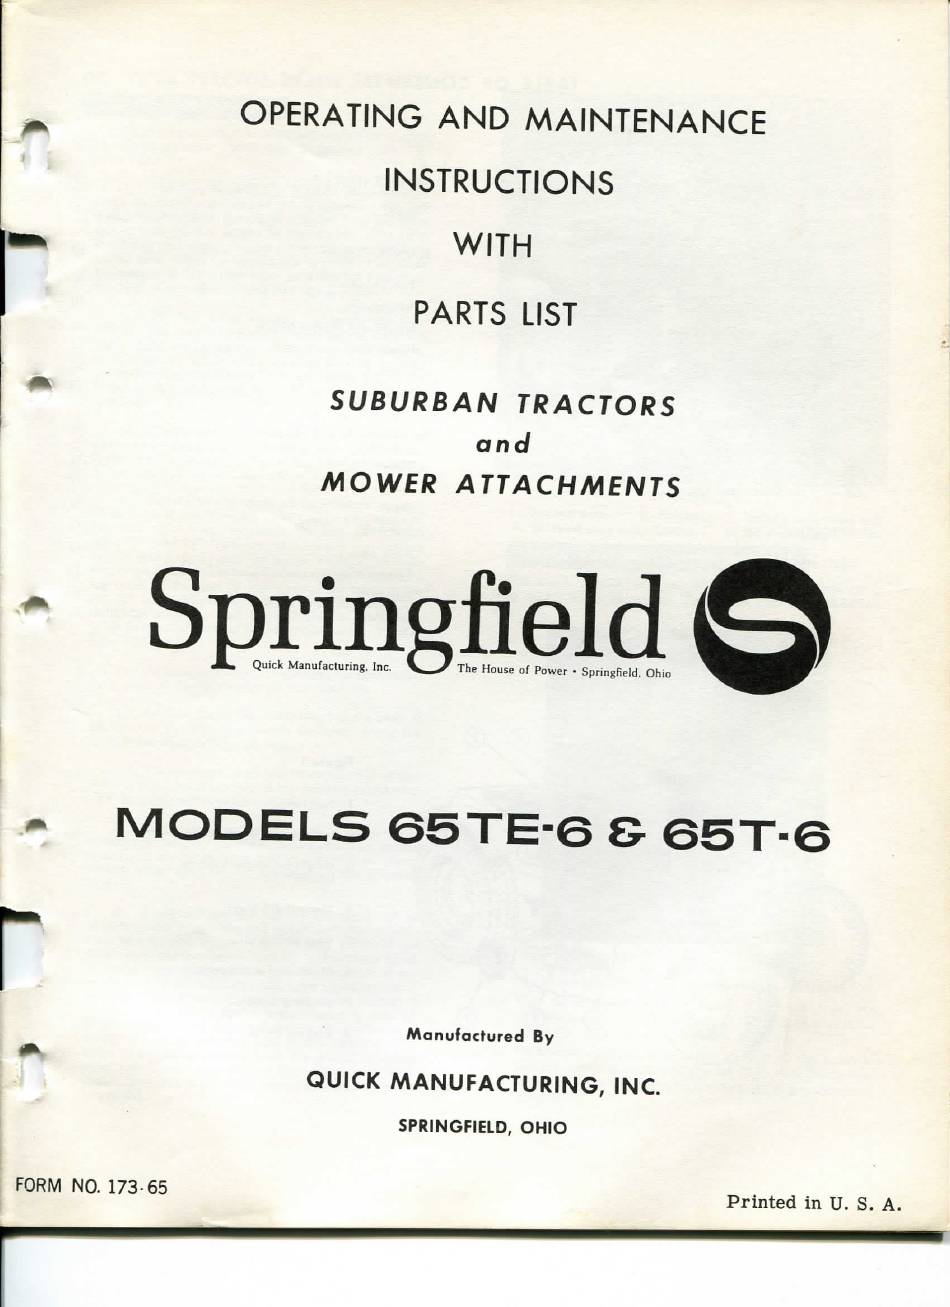 OPERATING AND MAINTENANCE
INSTRUCTIONS
WITH
PARTS LIST
SUBURBAN TRACTORS
and
MOWER ATTACHMENTS
Springfield
Quick Manufacturing, Inc. The House of Power • Springfield, Ohio
MODELS 65TE-6 & 65T-6
Manufactured By
QUICK MANUFACTURING, INC.
SPRINGFIELD, OHIO
FORM NO. 173-65
Printed in U. S. A.